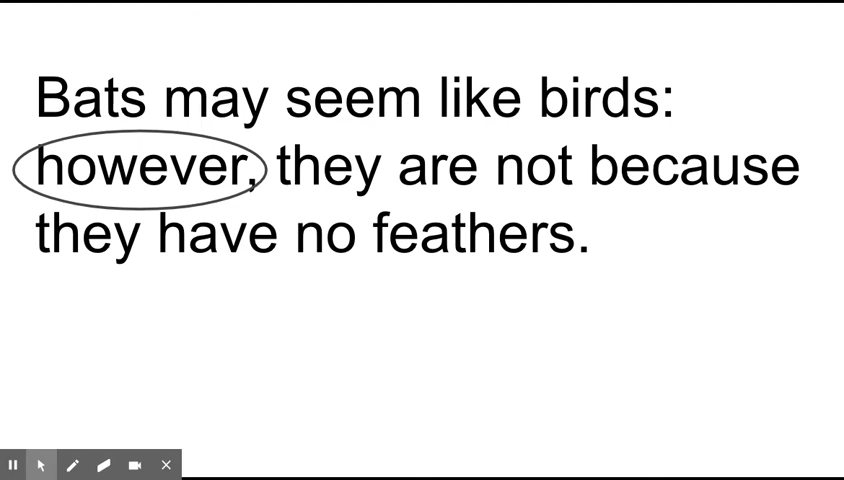 Bats may seem like birds:
however, they are not because
they have no feathers.